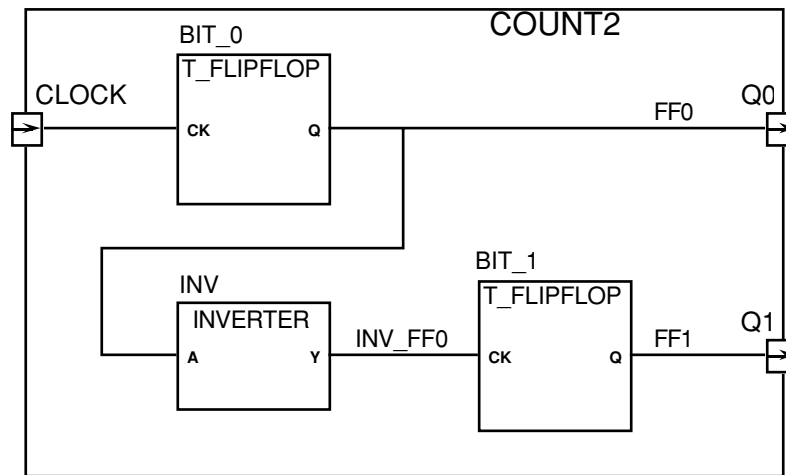 COUNT2
BIT_0
T_FLIPFLOP
CLOCK
CK Q
FF0
Q0
INV
INVERTER
A Y
INV_FF0
BIT_1
T_FLIPFLOP
CK Q
FF1
Q1